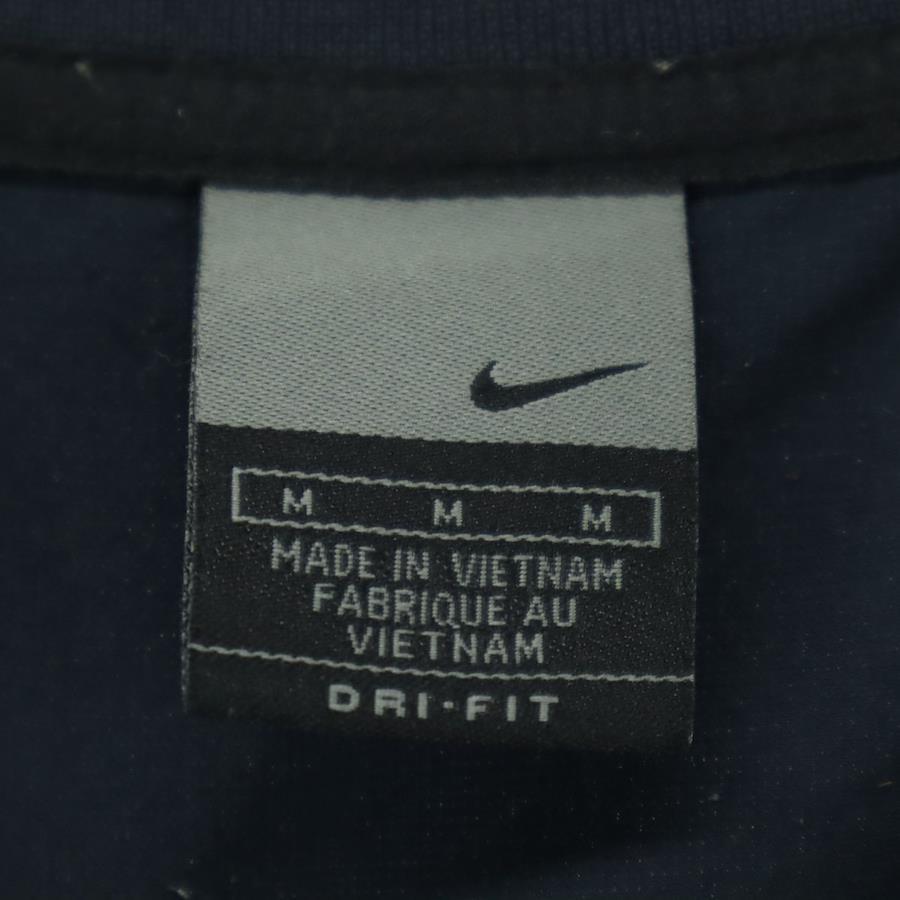 M M M
MADE IN VIETNAM
FABRIQUE AU
VIETNAM
DRI·FIT